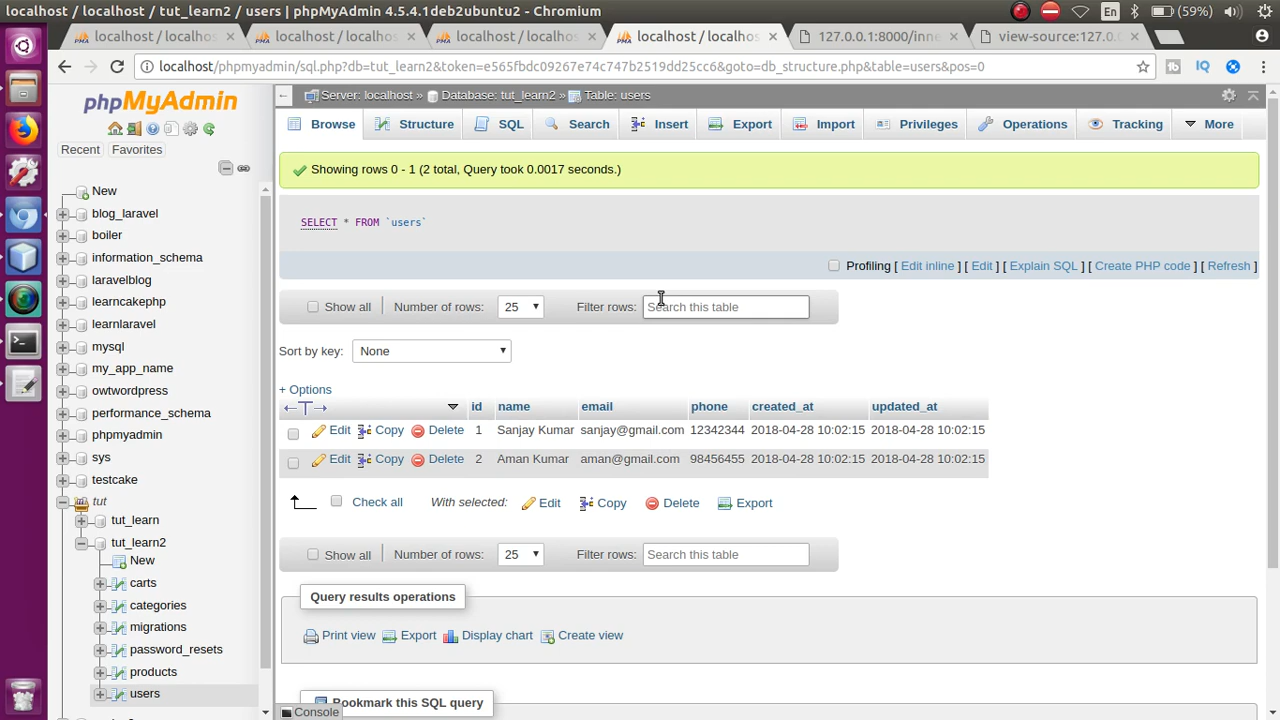 localhost / localhost / tut_learn2 / users | phpMyAdmin 4.5.4.1deb2ubuntu2 - Chromium
En (59%)
localhost / localho
localhost / localho
localhost / localho
localhost / localho
127.0.0.1:8000/inne
view-source:127.0.
localhost/phpmyadmin/sql.php?db=tut_learn2&token=e565fbdc09267e74c747b2519dd25cc8&goto=db_structure.php&table=users&pos=0
phpMyAdmin
Recent Favorites
New
blog_laravel
boiler
information_schema
laravelblog
learncakephp
learnlaravel
mysql
my_app_name
owtwordpress
performance_schema
phpmyadmin
sys
testcake
tut
tut_learn
tut_learn2
New
carts
categories
migrations
password_resets
products
users
Server: localhost » Database: tut_learn2 » Table: users
Browse Structure SQL Search Insert Export Import Privileges Operations Tracking More
Showing rows 0 - 1 (2 total, Query took 0.0017 seconds.)
SELECT * FROM `users`
Profiling [ Edit inline ] [ Edit ] [ Explain SQL ] [ Create PHP code ] [ Refresh ]
Show all | Number of rows: 25 Filter rows: Search this table
Sort by key: None
+ Options
←T→ id name email phone created_at updated_at
Edit Copy Delete 1 Sanjay Kumar sanjay@gmail.com 12342344 2018-04-28 10:02:15 2018-04-28 10:02:15
Edit Copy Delete 2 Aman Kumar aman@gmail.com 98456455 2018-04-28 10:02:15 2018-04-28 10:02:15
Check all With selected: Edit Copy Delete Export
Show all | Number of rows: 25 Filter rows: Search this table
Query results operations
Print view Export Display chart Create view
Bookmark this SQL query
Console